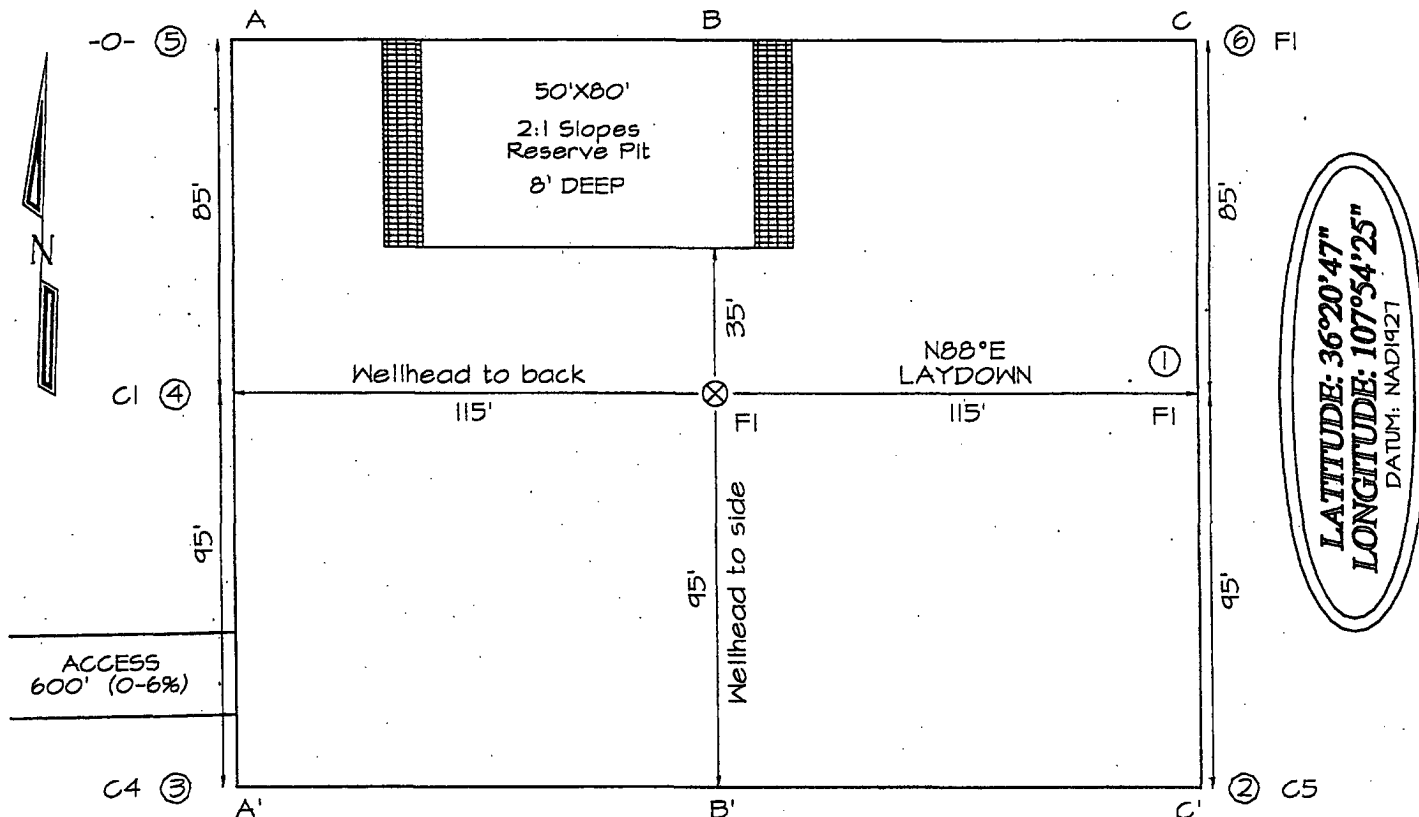 A B C
-O- ⑤
⑥ F1
50'X80'
2:1 Slopes
Reserve Pit
8' DEEP
85'
85'
N
35'
N88°E
LAYDOWN
①
C1 ④
Wellhead to back
115'
F1
115'
F1
95'
95'
Wellhead to side
95'
ACCESS
600' (0-6%)
C4 ③
② C5
A' B' C'
LATITUDE: 36°20'47"
LONGITUDE: 107°54'25"
DATUM: NAD1927